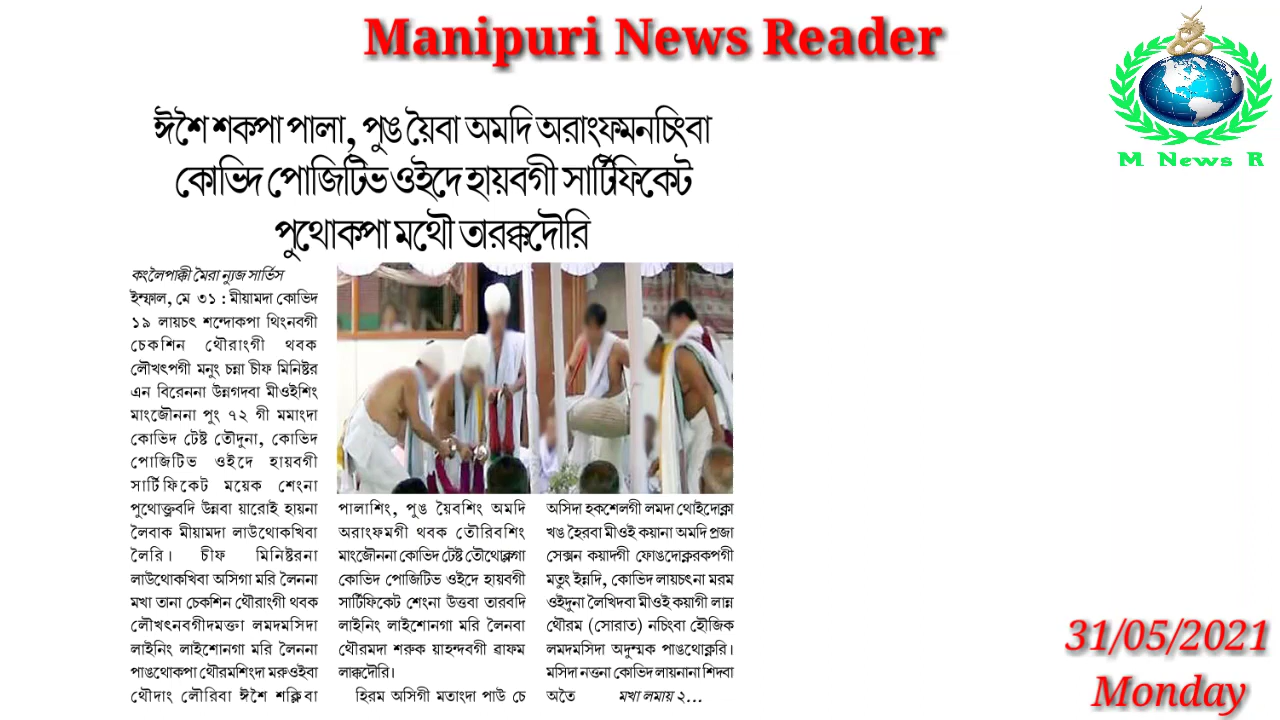 Manipuri News Reader
M News R
ঈশৈ শকপা পালা, পুঙ য়ৈবা অমদি অরাংফমনচিংবা
কোভিদ পোজিটিভ ওইদে হায়বগী সার্টিফিকেট
পুথোকপা মথৌ তারক্কদৌরি
কংলৈপাক্কী মৈরা ন্যুজ সার্ভিস
ইম্ফাল, মে ৩১ : মীয়ামদা কোভিদ
১৯ লায়চৎ শন্দোকপা থিংনবগী
চেকশিন থৌরাংগী থবক
লৌখৎপগী মনুং চন্না চীফ মিনিষ্টর
এন বিরেননা উন্নগদবা মীওইশিং
মাংজৌননা পুং ৭২ গী মমাংদা
কোভিদ টেষ্ট তৌদুনা, কোভিদ
পোজিটিভ ওইদে হায়বগী
সার্টিফিকেট ময়েক শেংনা
পুথোক্ত্রবদি উন্নবা য়ারোই হায়না
লৈবাক মীয়ামদা লাউথোকখিবা
লৈরি। চীফ মিনিষ্টরনা
লাউথোকখিবা অসিগা মরি লৈননা
মখা তানা চেকশিন থৌরাংগী থবক
লৌখৎনবগীদমক্তা লমদমসিদা
লাইনিং লাইশোনগা মরি লৈননা
পাঙথোকপা থৌরমশিংদা মরুওইবা
থৌদাং লৌরিবা ঈশৈ শক্লিবা
পালাশিং, পুঙ য়ৈবশিং অমদি
অরাংফমগী থবক তৌরিবশিং
মাংজৌননা কোভিদ টেষ্ট তৌথোক্লগা
কোভিদ পোজিটিভ ওইদে হায়বগী
সার্টিফিকেট শেংনা উত্তবা তারবদি
লাইনিং লাইশোনগা মরি লৈনবা
থৌরমদা শরুক য়াহন্দবগী ৱাফম
লাক্কদৌরি।
হিরম অসিগী মতাংদা পাউ চে
অসিদা হকশেলগী লমদা থোইদোক্না
খঙ হৈরবা মীওই কয়ানা অমদি প্রজা
সেক্সন কয়াদগী ফোঙদোক্লরকপগী
মতুং ইন্নদি, কোভিদ লায়চৎনা মরম
ওইদুনা লৈখিদবা মীওই কয়াগী লান্ন
থৌরম (সোরাত) নচিংবা হৌজিক
লমদমসিদা অদুম্মক পাঙথোক্লরি।
মসিদা নত্তনা কোভিদ লায়নানা শিদবা
অতৈ মখা লমায় ২...
31/05/2021
Monday